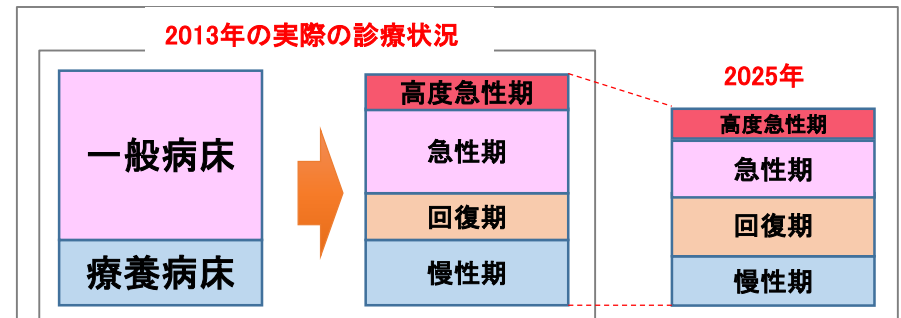 2013年の実際の診療状況
一般病床
療養病床
高度急性期
急性期
回復期
慢性期
2025年
高度急性期
急性期
回復期
慢性期